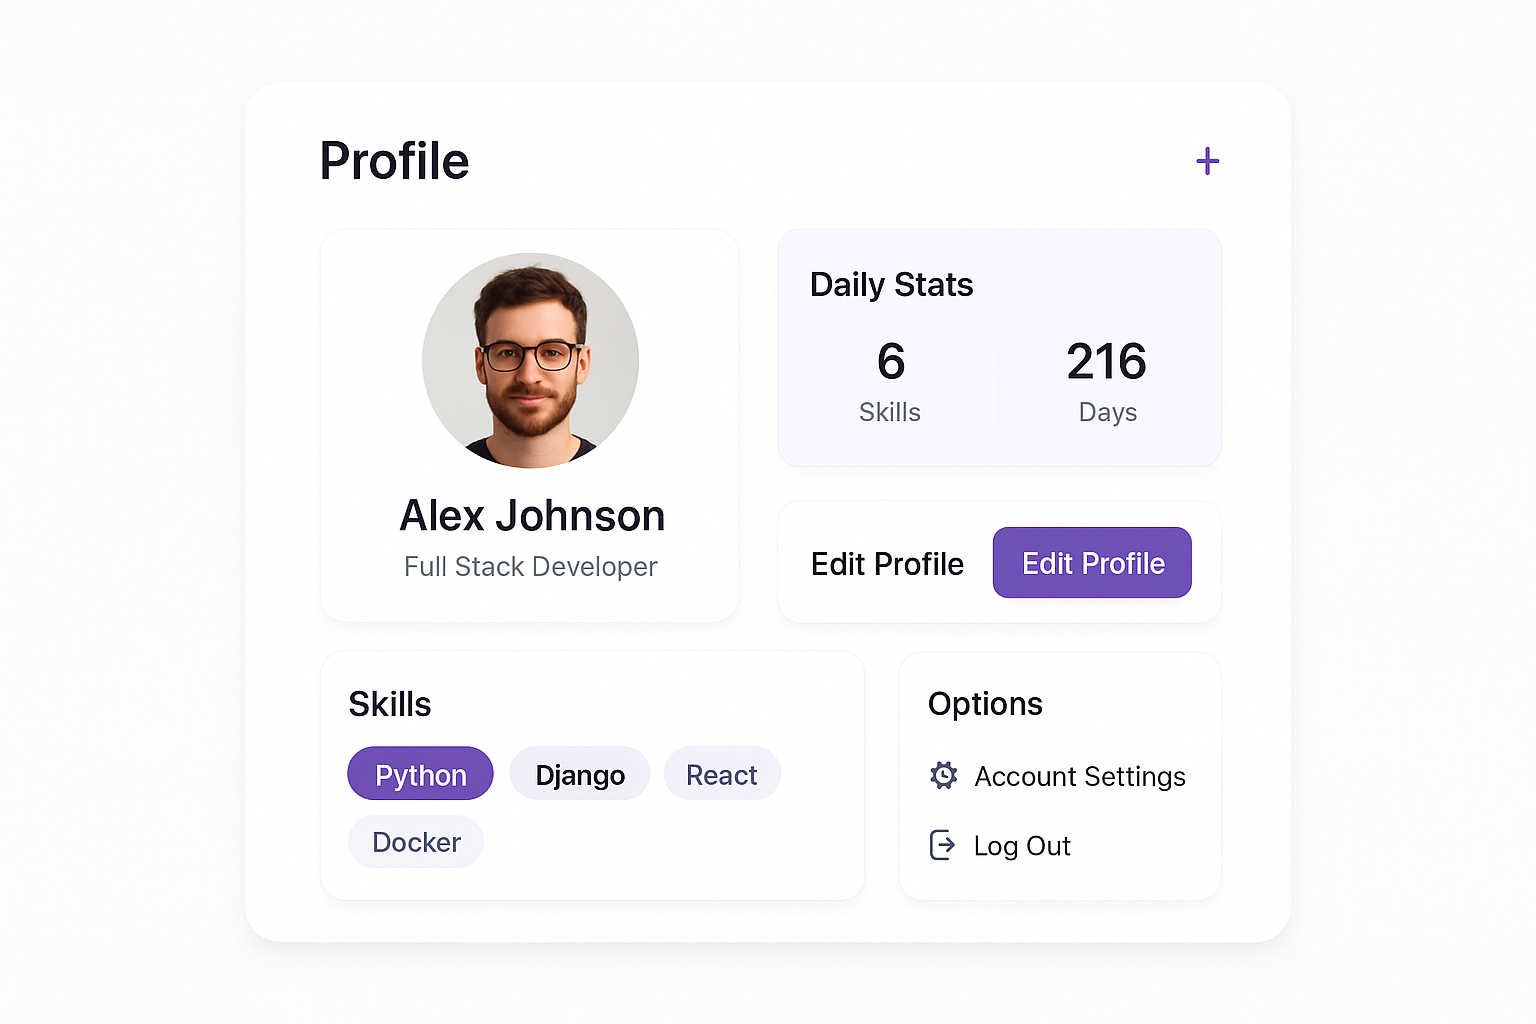 Profile
+
Alex Johnson
Full Stack Developer
Daily Stats
6
Skills
216
Days
Edit Profile
Edit Profile
Skills
Python Django React
Docker
Options
Account Settings
Log Out